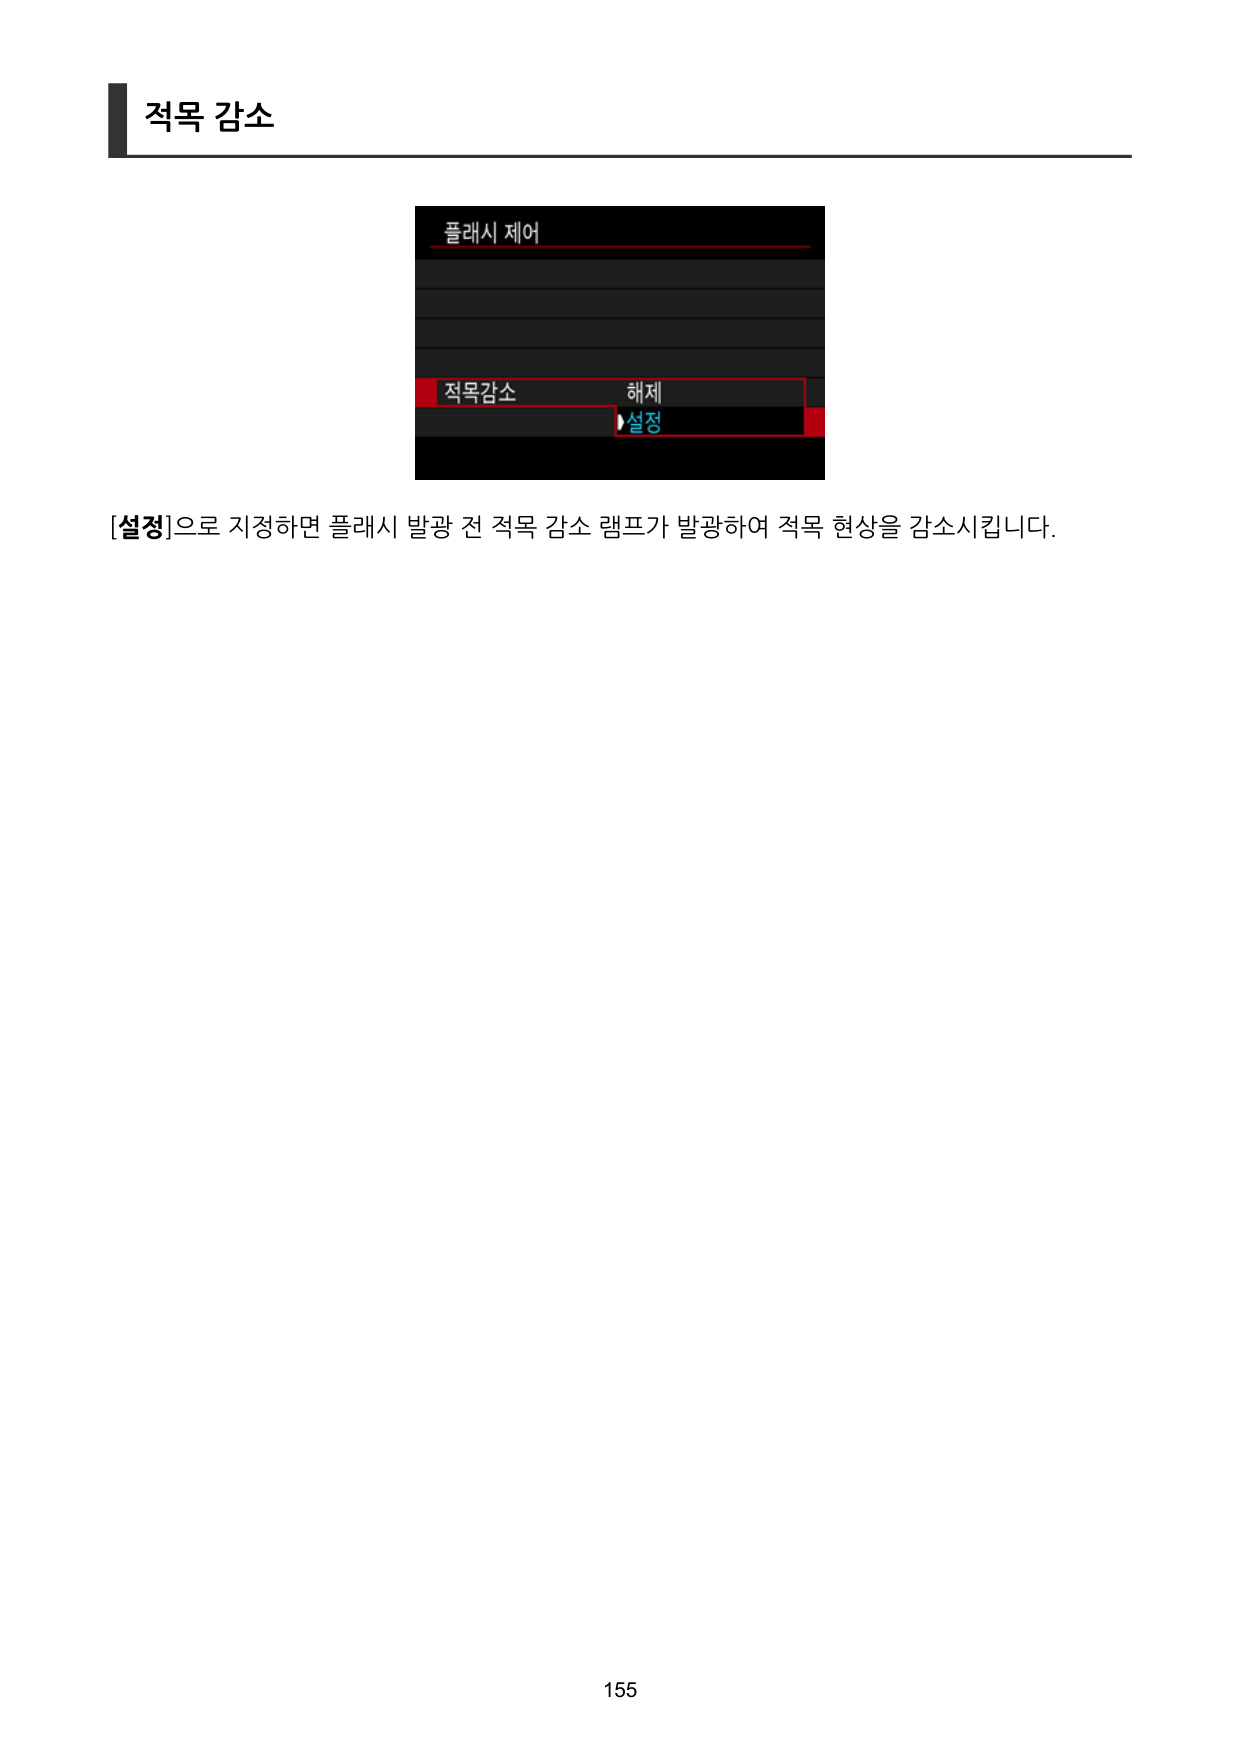 적목 감소
플래시 제어
적목감소 해제
설정
[설정]으로 지정하면 플래시 발광 전 적목 감소 램프가 발광하여 적목 현상을 감소시킵니다.
155